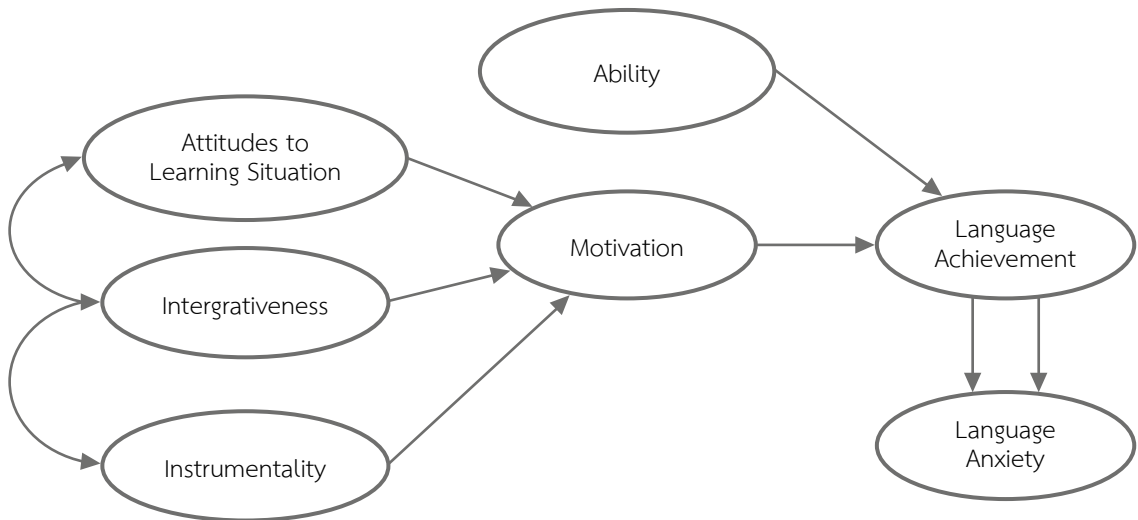 Ability
Attitudes to
Learning Situation
Motivation
Language
Achievement
Intergrativeness
Instrumentality
Language
Anxiety